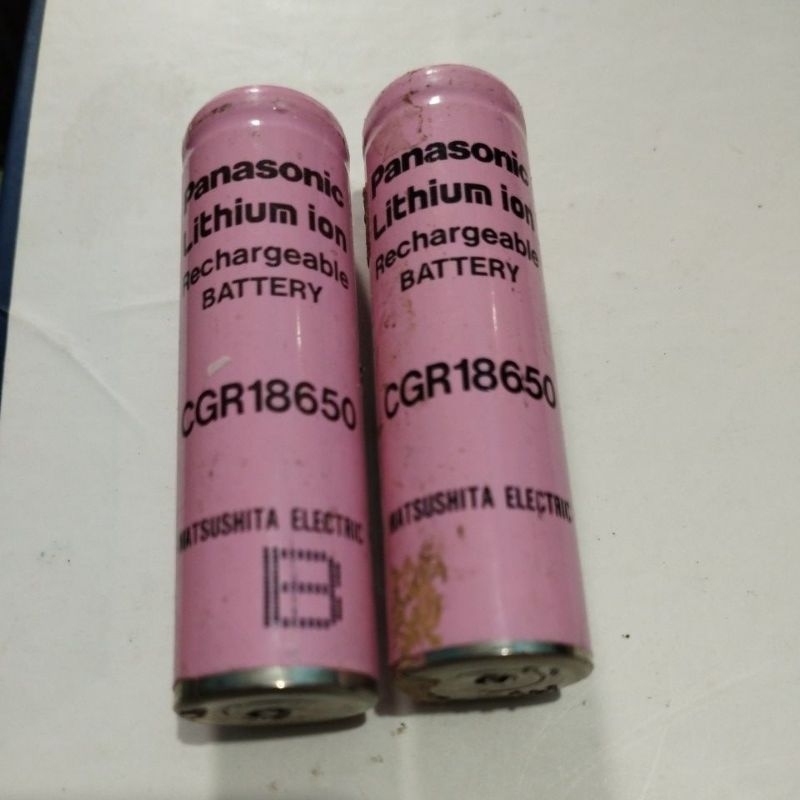 Panasonic
Lithium ion
Rechargeable
BATTERY
CGR18650
MATSUSHITA ELECTRIC
B
Panasonic
Lithium ion
Rechargeable
BATTERY
CGR18650
MATSUSHITA ELECTRIC